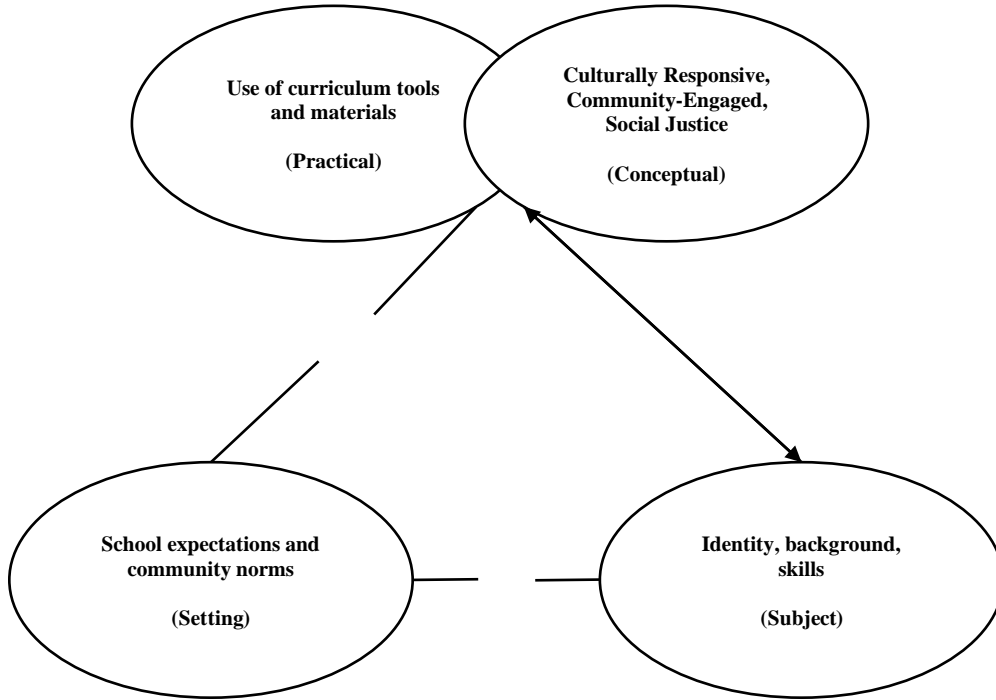 Use of curriculum tools
and materials
(Practical)
Culturally Responsive,
Community-Engaged,
Social Justice
(Conceptual)
School expectations and
community norms
(Setting)
Identity, background,
skills
(Subject)